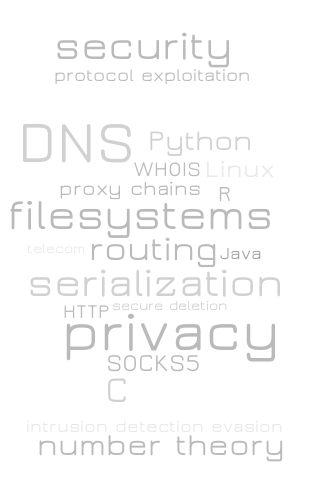 security
protocol exploitation
DNS Python
WHOIS Linux
proxy chains R
filesystems
telecom routing Java
serialization
HTTP secure deletion
privacy
SOCKS5
C
intrusion detection evasion
number theory